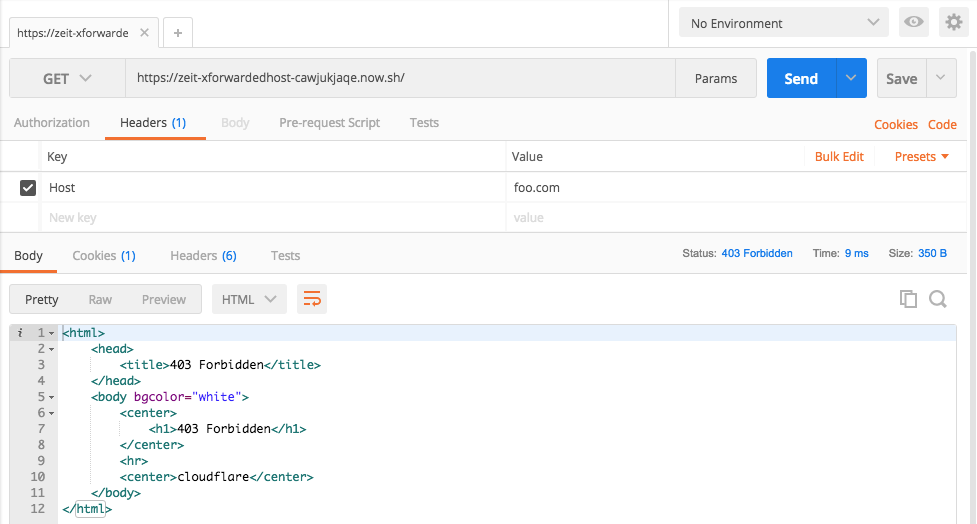 https://zeit-xforwarde × +
No Environment
GET https://zeit-xforwardedhost-cawjukjaqe.now.sh/ Params Send Save
Authorization Headers (1) Body Pre-request Script Tests Cookies Code
Key Value Bulk Edit Presets
Host foo.com
New key value
Body Cookies (1) Headers (6) Tests Status: 403 Forbidden Time: 9 ms Size: 350 B
Pretty Raw Preview HTML
i 1 <html>
2 <head>
3 <title>403 Forbidden</title>
4 </head>
5 <body bgcolor="white">
6 <center>
7 <h1>403 Forbidden</h1>
8 </center>
9 <hr>
10 <center>cloudflare</center>
11 </body>
12 </html>